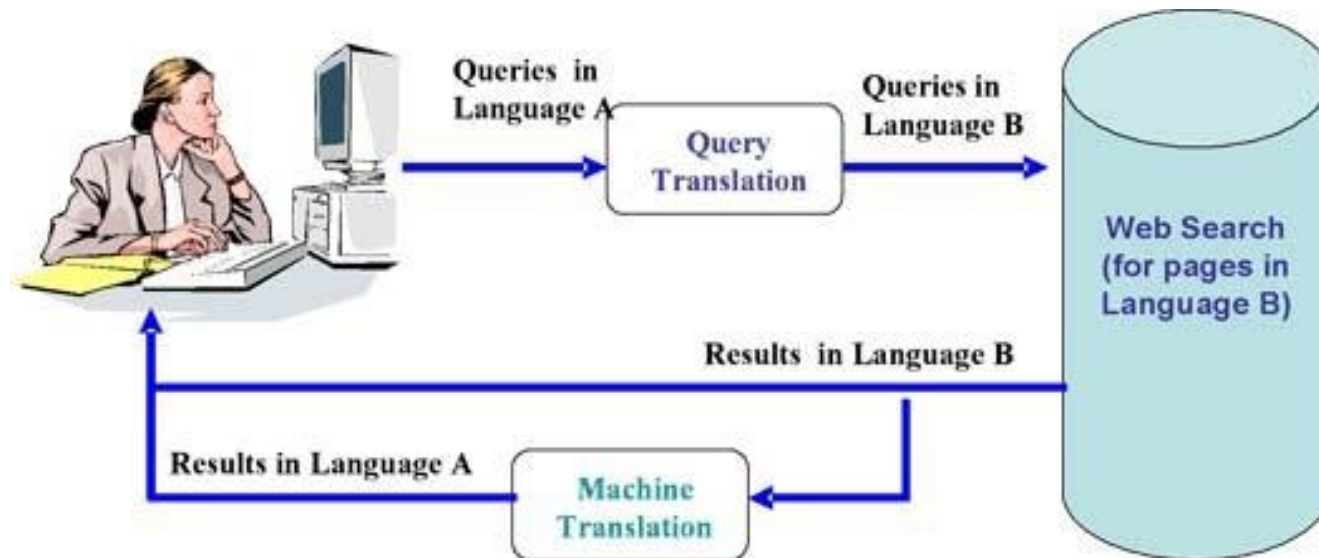 Queries in
Language A
Queries in
Language B
Query
Translation
Web Search
(for pages in
Language B)
Results in Language B
Results in Language A
Machine
Translation